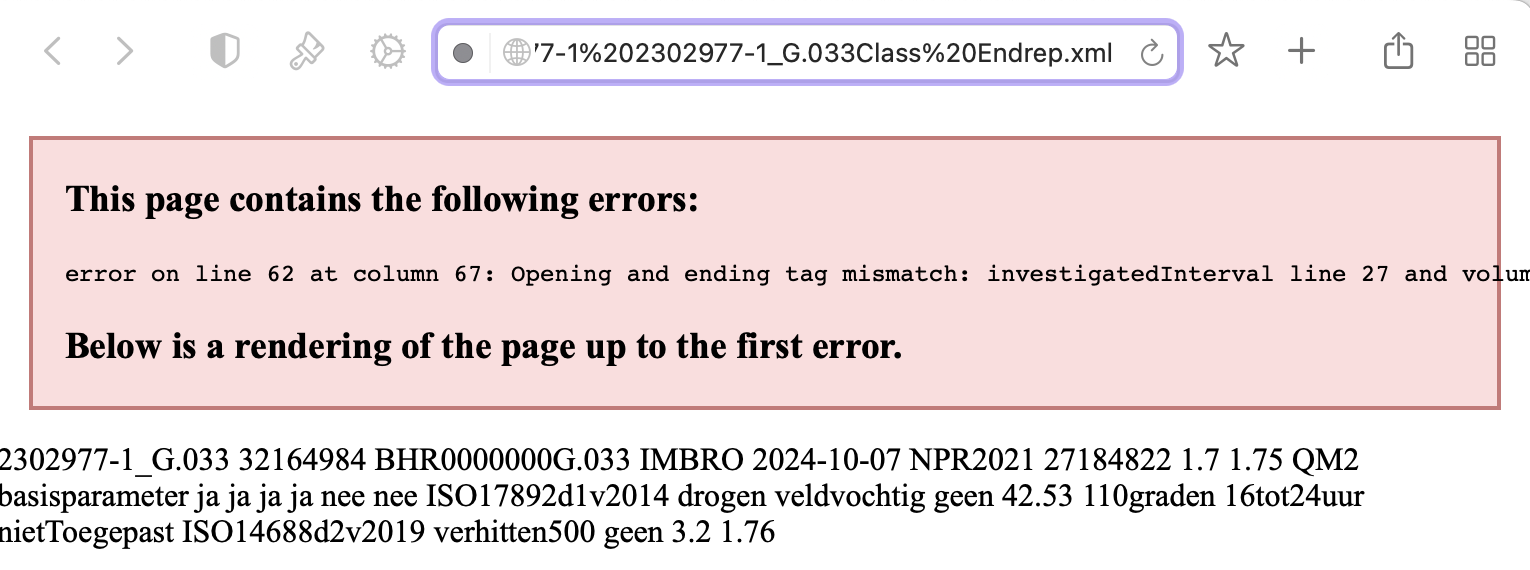 77-1%202302977-1_G.033Class%20Endrep.xml
This page contains the following errors:
error on line 62 at column 67: Opening and ending tag mismatch: investigatedInterval line 27 and volum
Below is a rendering of the page up to the first error.
2302977-1_G.033 32164984 BHR0000000G.033 IMBRO 2024-10-07 NPR2021 27184822 1.7 1.75 QM2
basisparameter ja ja ja ja nee nee ISO17892d1v2014 drogen veldvochtig geen 42.53 110graden 16tot24uur
nietToegepast ISO14688d2v2019 verhitten500 geen 3.2 1.76